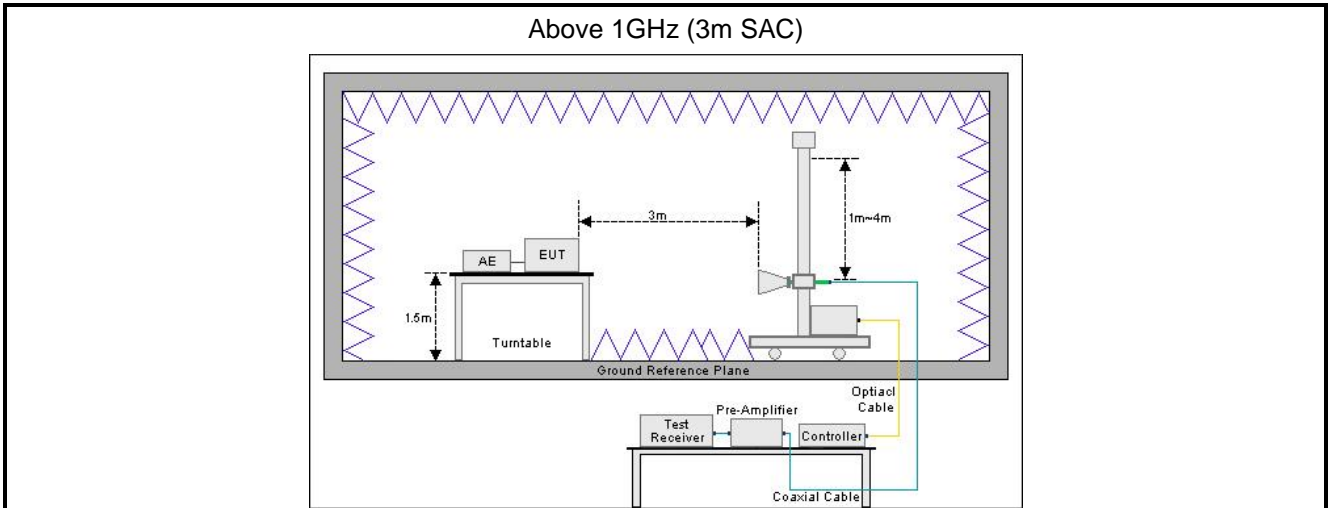 Above 1GHz (3m SAC)
3m
1m~4m
AE
EUT
1.5m
Turntable
Ground Reference Plane
Optiacl
Cable
Pre-Amplifier
Test
Receiver
Controller
Coaxial Cable